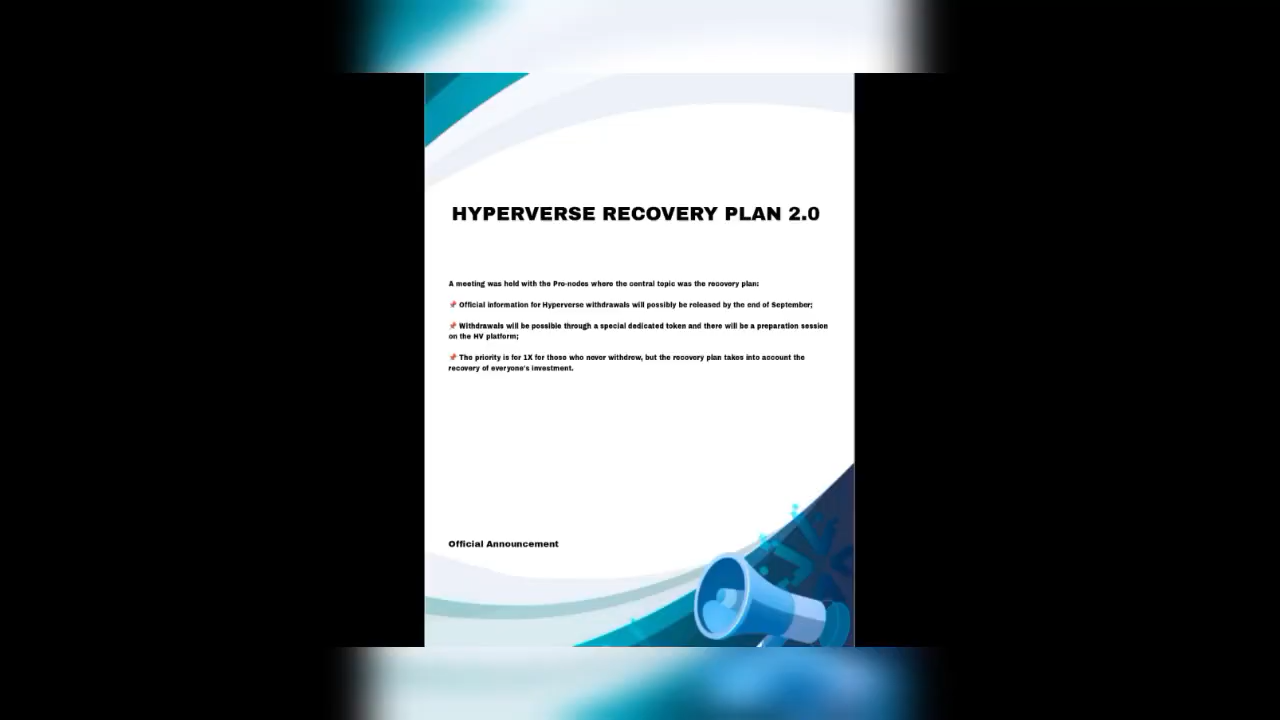 HYPERVERSE RECOVERY PLAN 2.0
A meeting was held with the Pro-nodes where the central topic was the recovery plan:
📌 Official information for Hyperverse withdrawals will possibly be released by the end of September;
📌 Withdrawals will be possible through a special dedicated token and there will be a preparation session
on the HV platform;
📌 The priority is for 1X for those who never withdrew, but the recovery plan takes into account the
recovery of everyone's investment.
Official Announcement